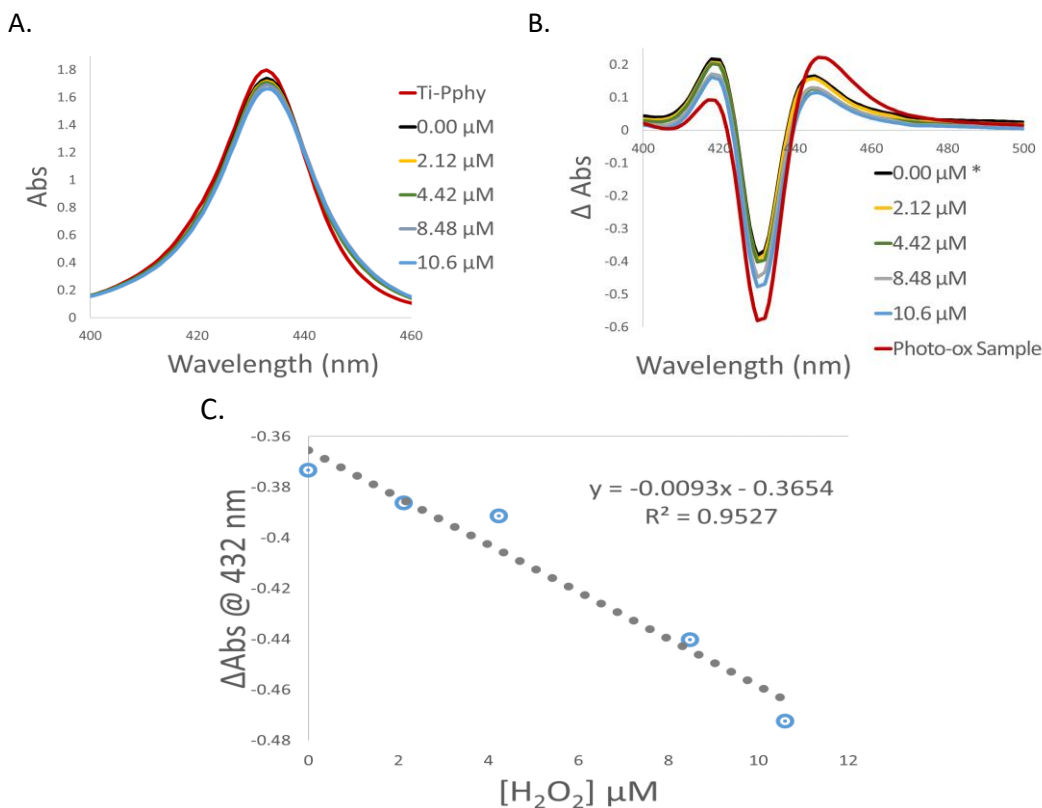 A.
1.8
1.6
1.4
1.2
1
0.8
0.6
0.4
0.2
0
400
420
440
460
Abs
Wavelength (nm)
Ti-Pphy
0.00 µM
2.12 µM
4.42 µM
8.48 µM
10.6 µM
B.
0.2
0.1
0
-0.1
-0.2
-0.3
-0.4
-0.5
-0.6
400
420
440
460
480
500
Δ Abs
Wavelength (nm)
0.00 µM *
2.12 µM
4.42 µM
8.48 µM
10.6 µM
Photo-ox Sample
C.
-0.36
-0.38
-0.4
-0.42
-0.44
-0.46
-0.48
0
2
4
6
8
10
12
ΔAbs @ 432 nm
y = -0.0093x - 0.3654
R² = 0.9527
[H₂O₂] µM